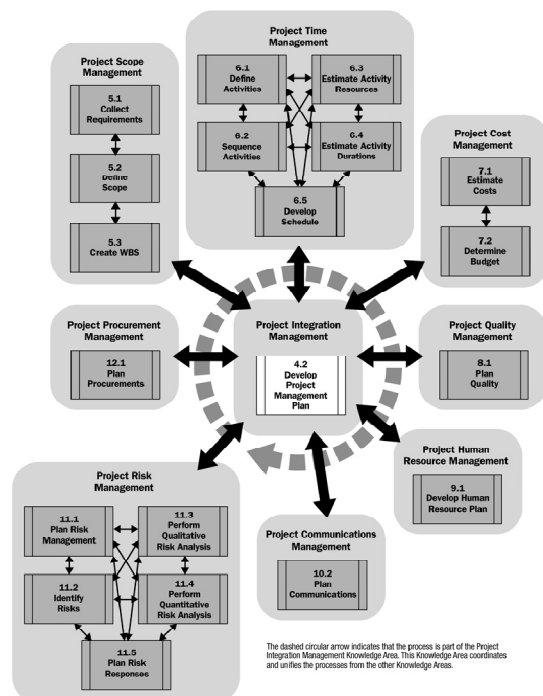 Project Time
Management
6.1
Define
Activities
6.3
Estimate Activity
Resources
6.2
Sequence
Activities
6.4
Estimate Activity
Durations
6.5
Develop
Schedule
Project Scope
Management
5.1
Collect
Requirements
5.2
Define
Scope
5.3
Create WBS
Project Cost
Management
7.1
Estimate
Costs
7.2
Determine
Budget
Project Procurement
Management
12.1
Plan
Procurements
Project Integration
Management
4.2
Develop
Project
Management
Plan
Project Quality
Management
8.1
Plan
Quality
Project Human
Resource Management
9.1
Develop Human
Resource Plan
Project Risk
Management
11.1
Plan Risk
Management
11.3
Perform
Qualitative
Risk Analysis
11.2
Identify
Risks
11.4
Perform
Quantitative
Risk Analysis
11.5
Plan Risk
Responses
Project Communications
Management
10.2
Plan
Communications
The dashed circular arrow indicates that the process is part of the Project
Integration Management Knowledge Area. This Knowledge Area coordinates
and unifies the processes from the other Knowledge Areas.